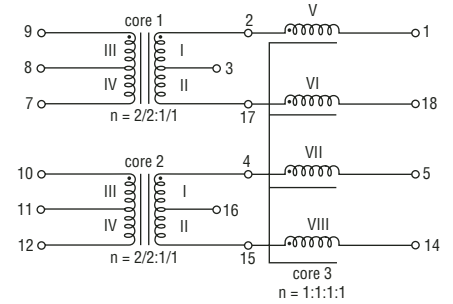 core 1
2
V
9
1
III
I
8
3
IV
II
VI
7
18
n = 2/2:1/1
17
core 2
4
VII
10
5
III
I
11
16
IV
II
VIII
12
14
n = 2/2:1/1
15
core 3
n = 1:1:1:1